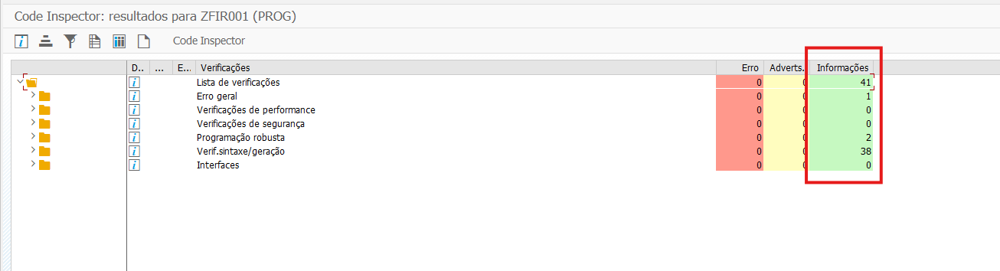 Code Inspector: resultados para ZFIR001 (PROG)
Code Inspector
D.. ... E... Verificações Erro Adverts. Informações
Lista de verificações 0 0 41
Erro geral 0 0 1
Verificações de performance 0 0 0
Verificações de segurança 0 0 0
Programação robusta 0 0 2
Verif.sintaxe/geração 0 0 38
Interfaces 0 0 0